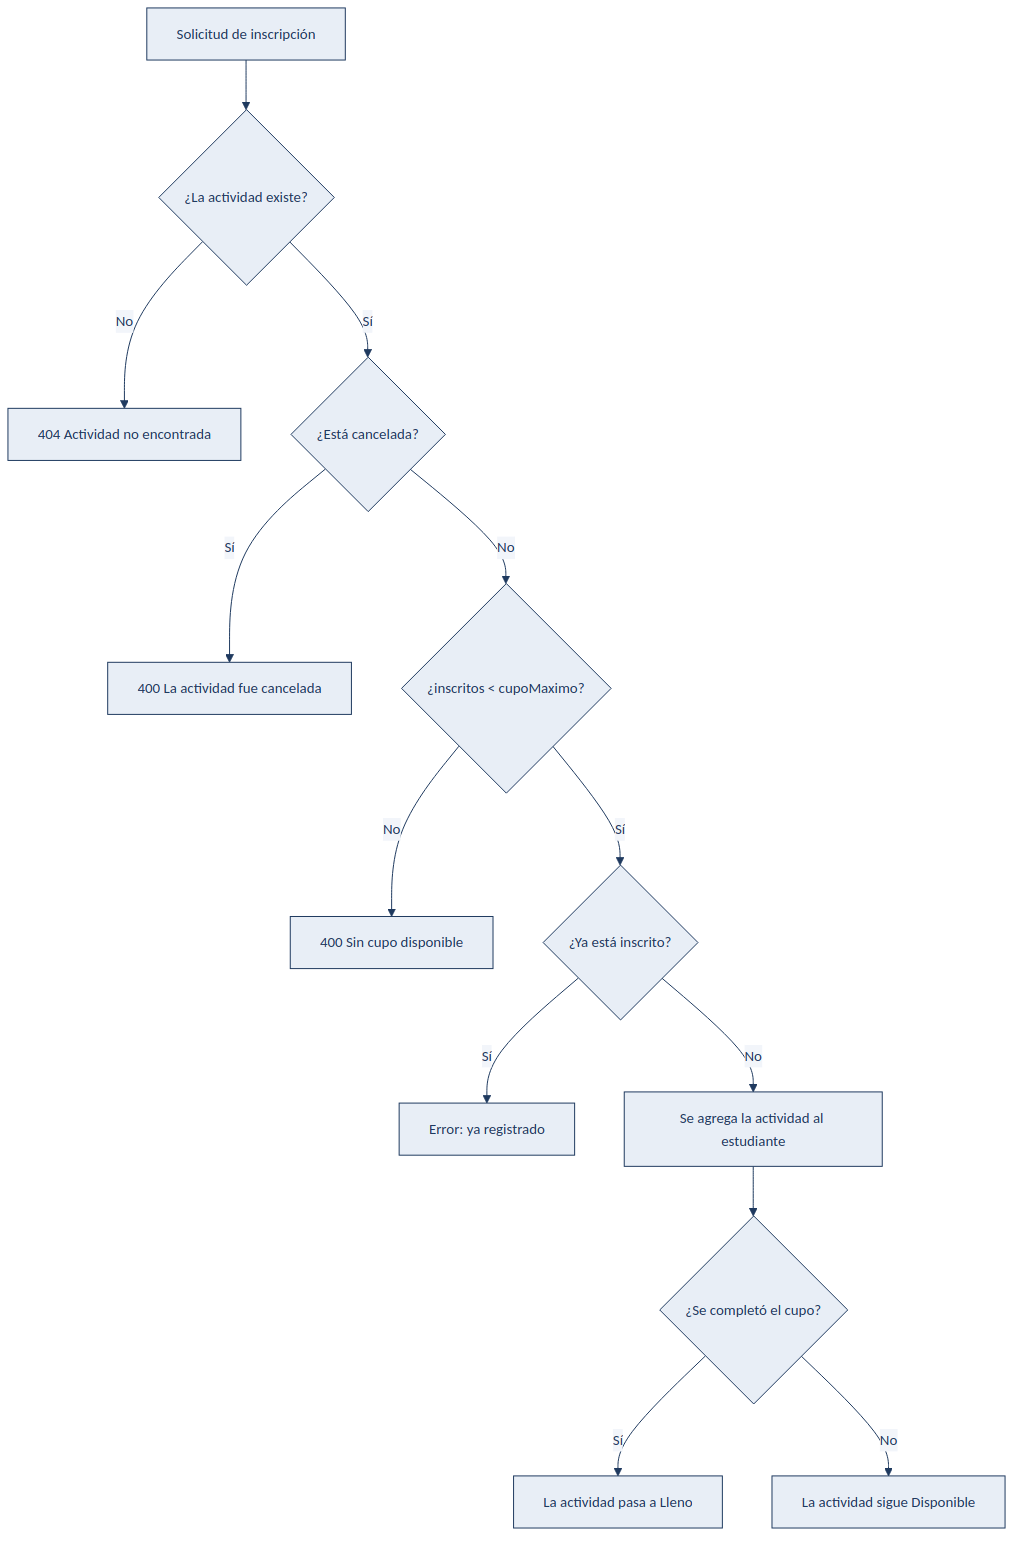 Solicitud de inscripción
¿La actividad existe?
No
Sí
404 Actividad no encontrada
¿Está cancelada?
Sí
No
400 La actividad fue cancelada
¿inscritos < cupoMaximo?
No
Sí
400 Sin cupo disponible
¿Ya está inscrito?
Sí
No
Error: ya registrado
Se agrega la actividad al
estudiante
¿Se completó el cupo?
Sí
No
La actividad pasa a Lleno
La actividad sigue Disponible